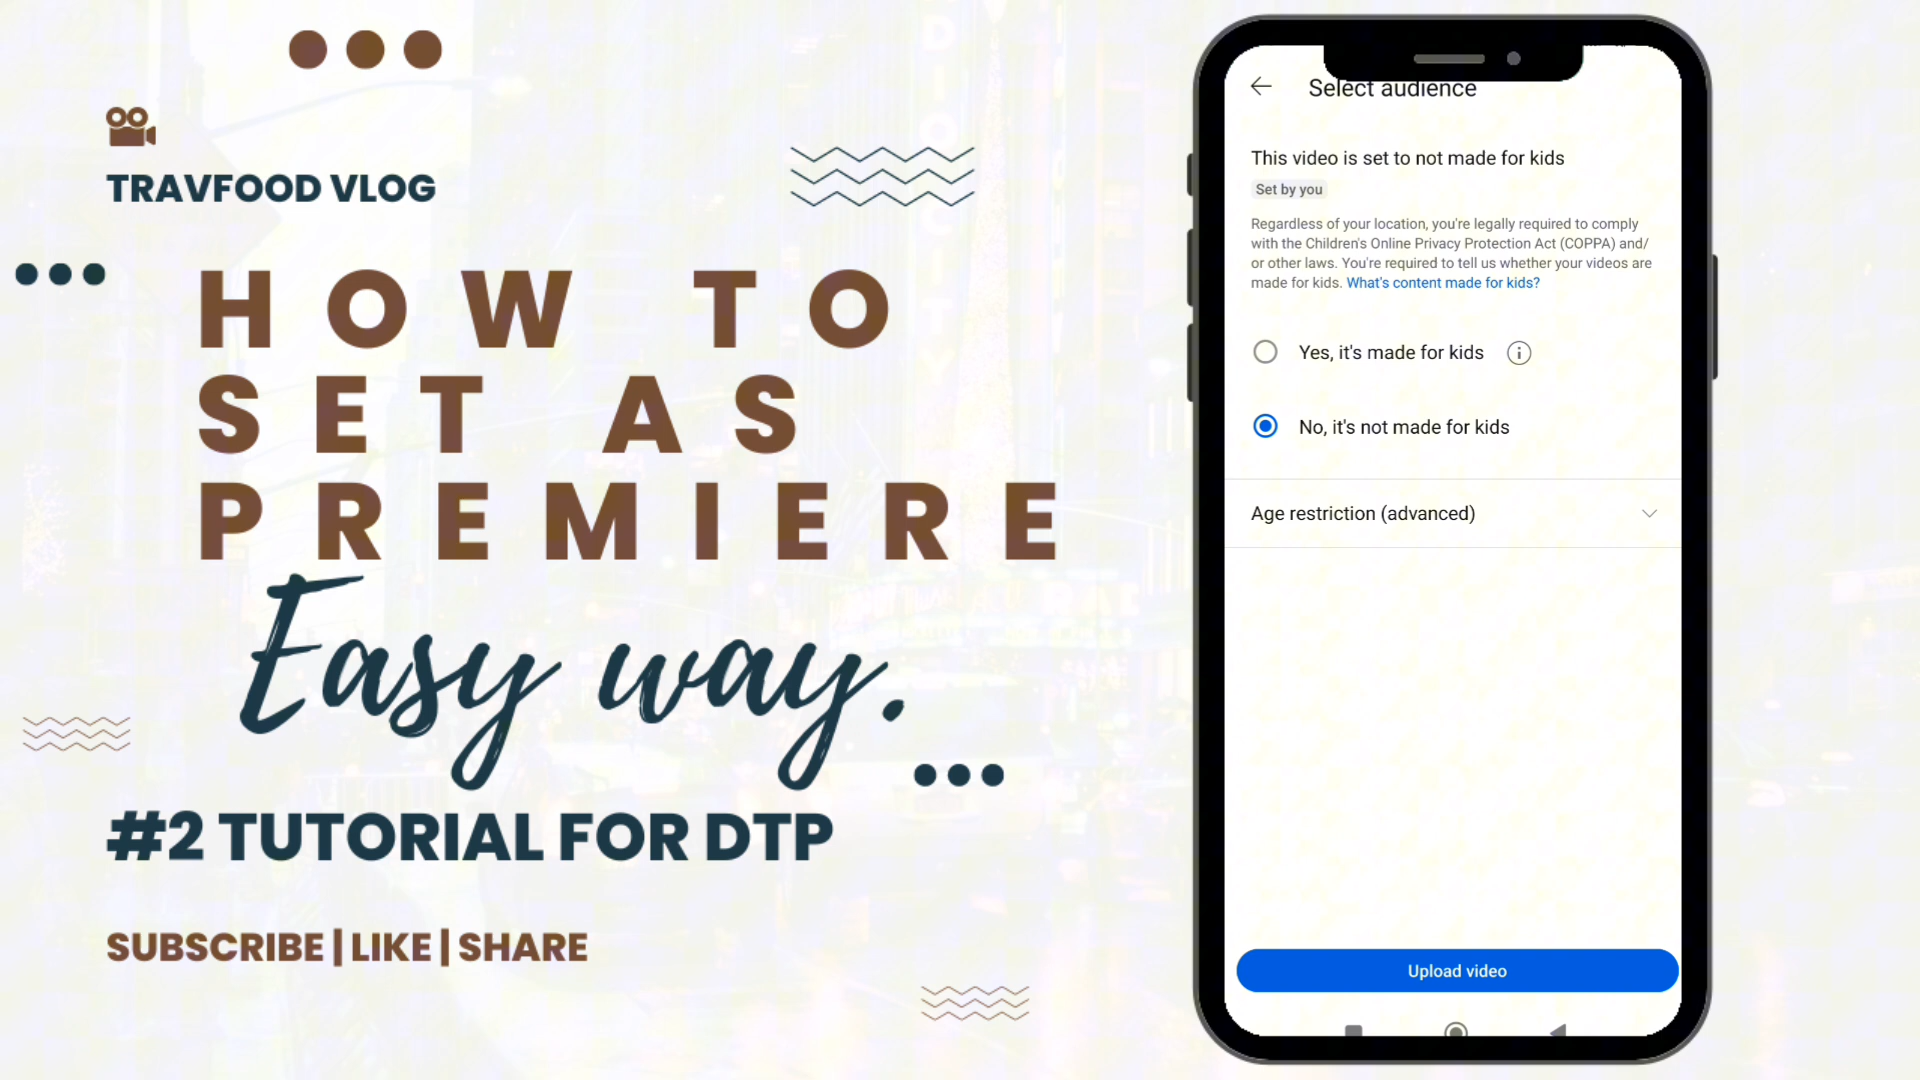 TRAVFOOD VLOG
HOW TO
SET AS
PREMIERE
Easy way.
#2 TUTORIAL FOR DTP
SUBSCRIBE | LIKE | SHARE
Select audience
This video is set to not made for kids
Set by you
Regardless of your location, you're legally required to comply
with the Children's Online Privacy Protection Act (COPPA) and/
or other laws. You're required to tell us whether your videos are
made for kids. What's content made for kids?
Yes, it's made for kids
No, it's not made for kids
Age restriction (advanced)
Upload video